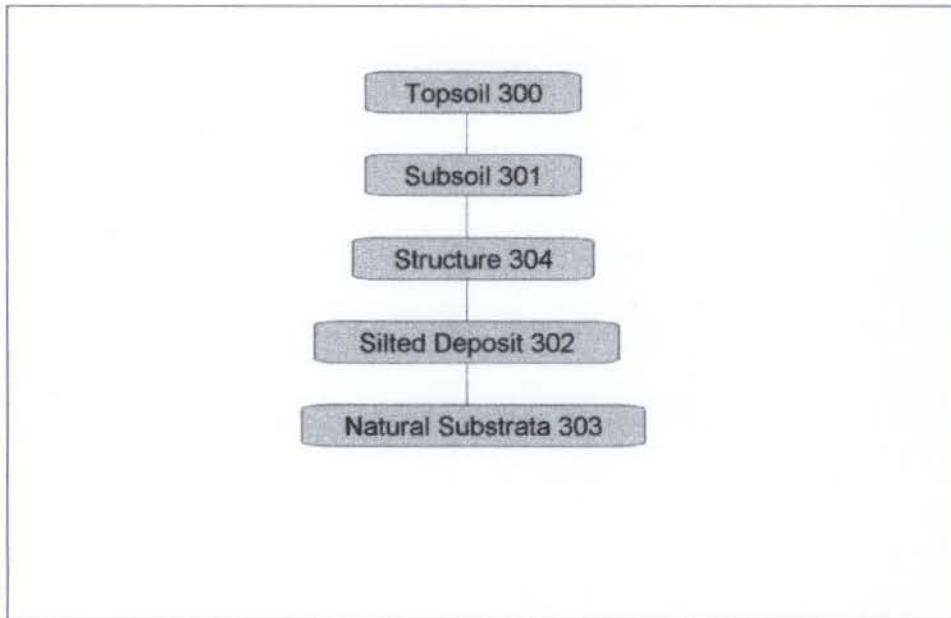 Topsoil 300
Subsoil 301
Structure 304
Silted Deposit 302
Natural Substrata 303